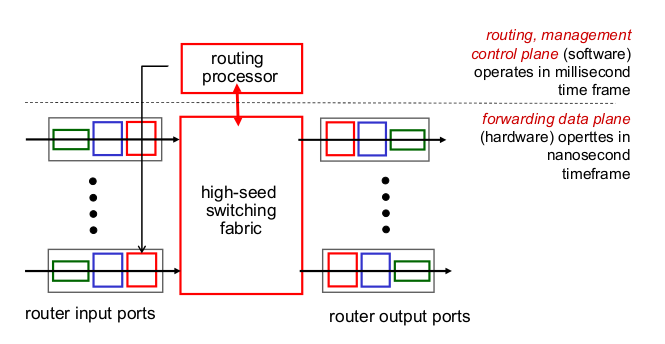 routing
processor
routing, management
control plane (software)
operates in millisecond
time frame
forwarding data plane
(hardware) operttes in
nanosecond
timeframe
high-seed
switching
fabric
router input ports
router output ports